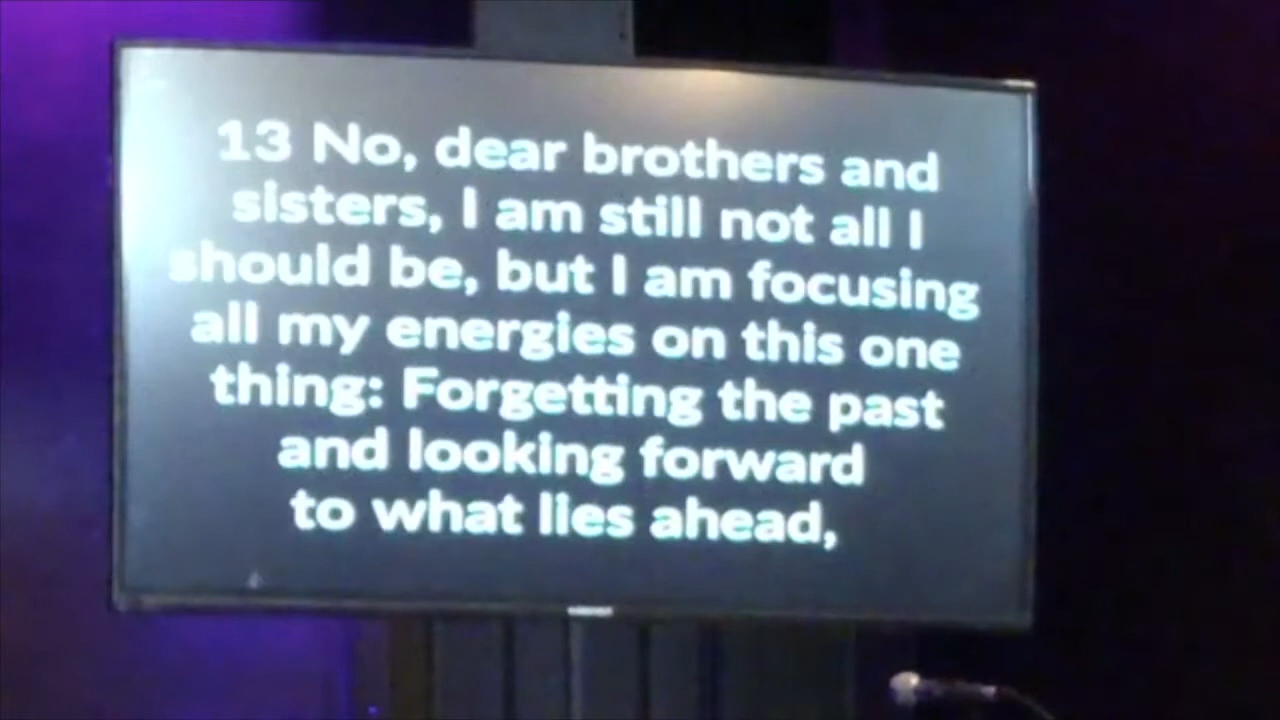 13 No, dear brothers and
sisters, I am still not all I
should be, but I am focusing
all my energies on this one
thing: Forgetting the past
and looking forward
to what lies ahead,